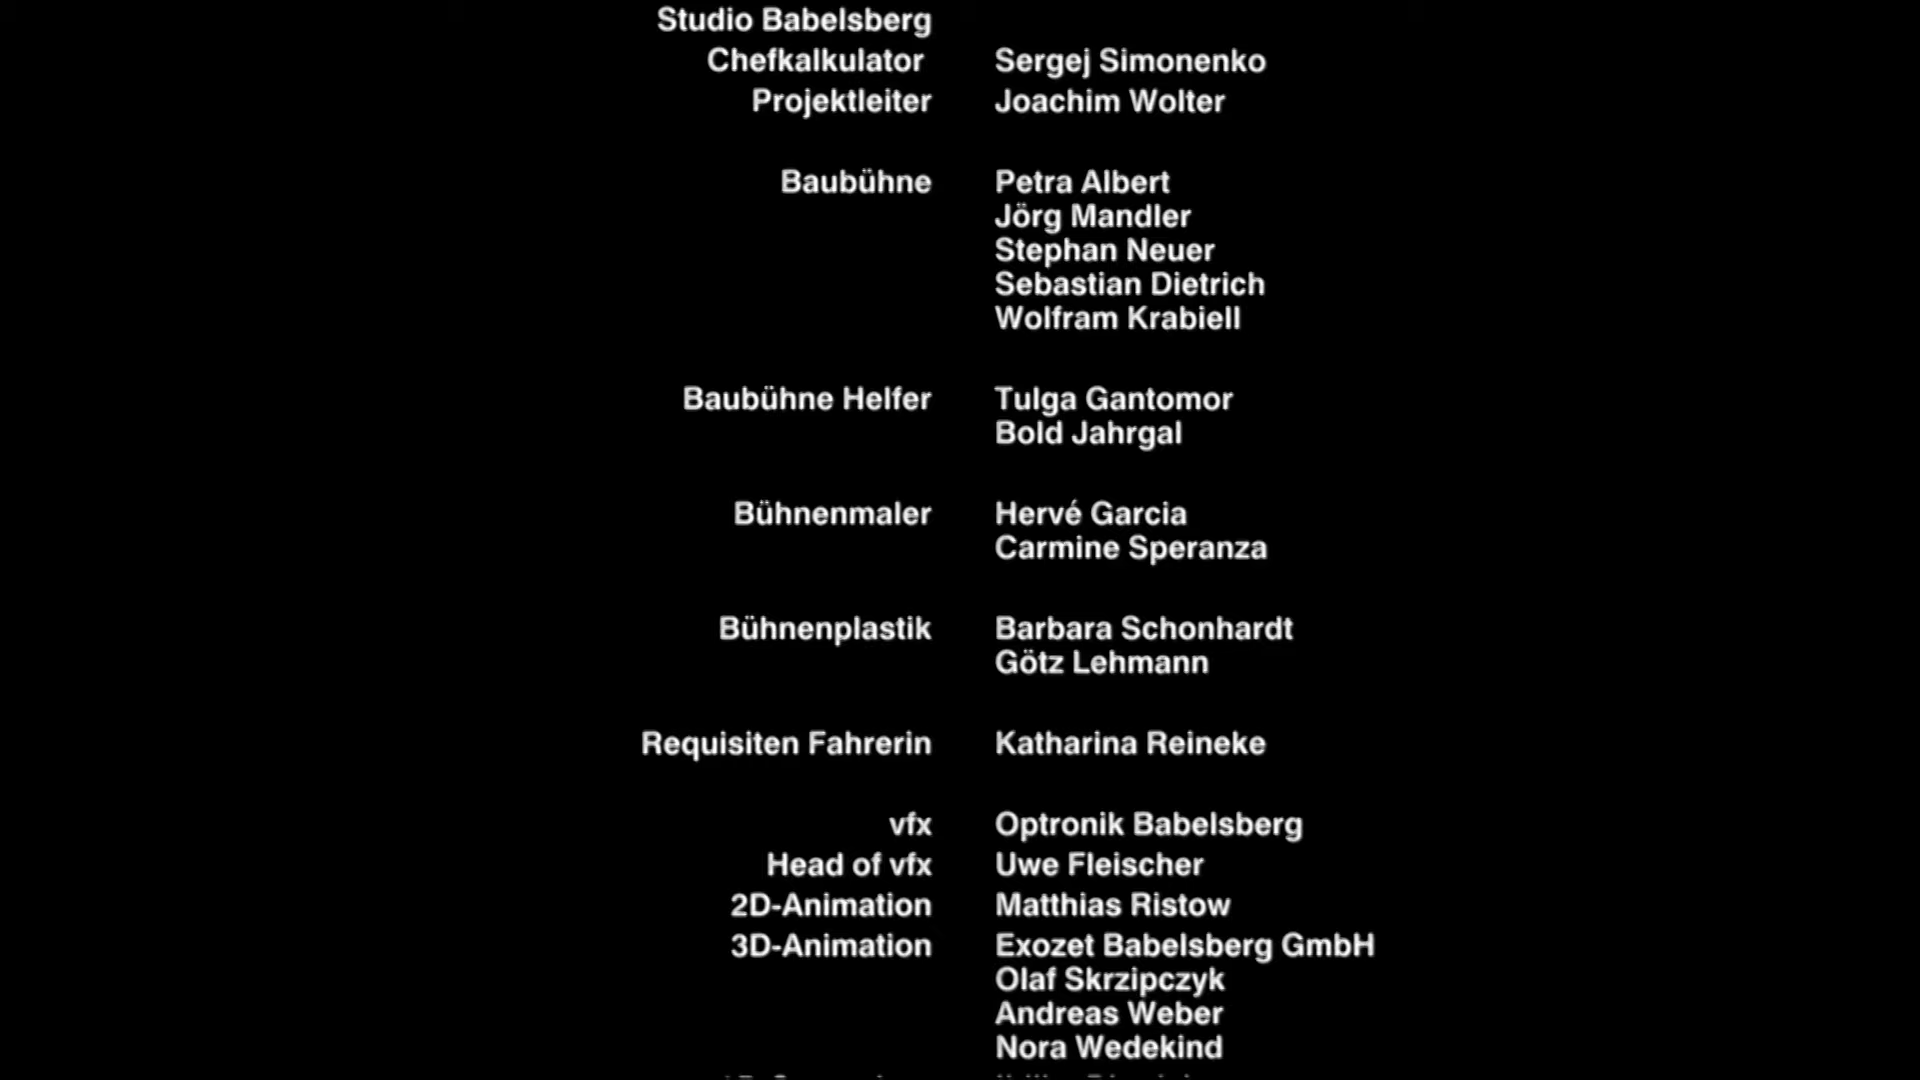 Studio Babelsberg
Chefkalkulator Sergej Simonenko
Projektleiter Joachim Wolter
Baubühne Petra Albert
Jörg Mandler
Stephan Neuer
Sebastian Dietrich
Wolfram Krabiell
Baubühne Helfer Tulga Gantomor
Bold Jahrgal
Bühnenmaler Hervé Garcia
Carmine Speranza
Bühnenplastik Barbara Schonhardt
Götz Lehmann
Requisiten Fahrerin Katharina Reineke
vfx Optronik Babelsberg
Head of vfx Uwe Fleischer
2D-Animation Matthias Ristow
3D-Animation Exozet Babelsberg GmbH
Olaf Skrzipczyk
Andreas Weber
Nora Wedekind